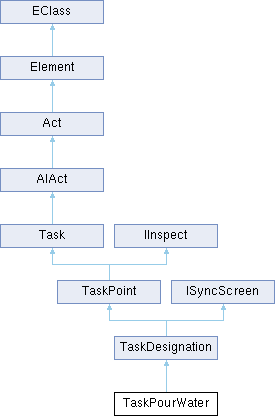 EClass
Element
Act
AIAct
Task
IInspect
TaskPoint
ISyncScreen
TaskDesignation
TaskPourWater